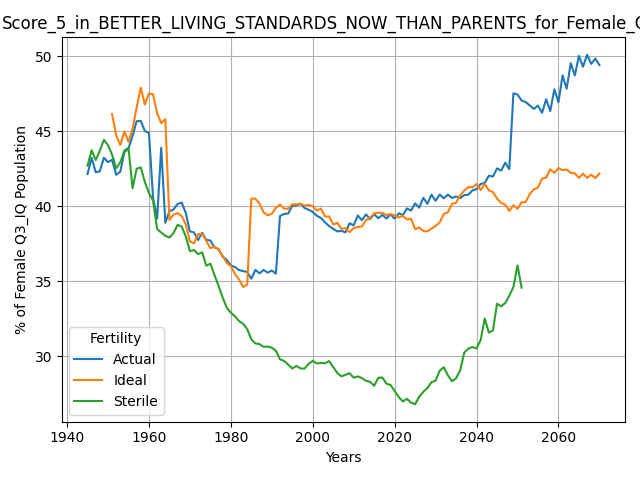 Score_5_in_BETTER_LIVING_STANDARDS_NOW_THAN_PARENTS_for_Female_
% of Female Q3_IQ Population
50
45
40
35
30
Fertility
Actual
Ideal
Sterile
1940
1960
1980
2000
2020
2040
2060
Years